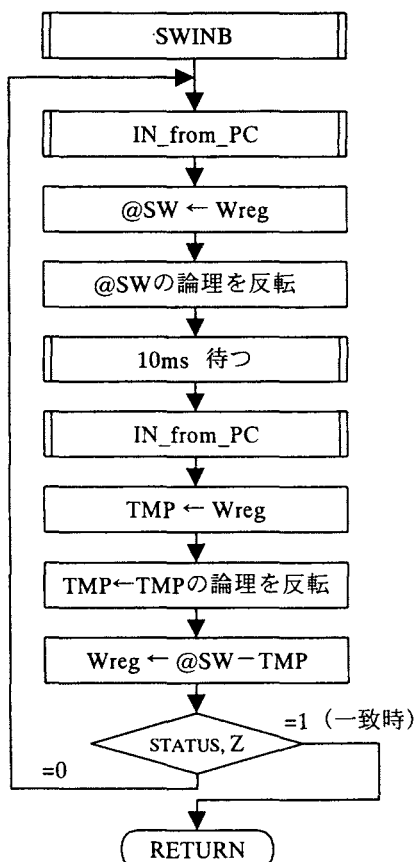 SWINB
IN_from_PC
@SW ← Wreg
@SWの論理を反転
10ms 待つ
IN_from_PC
TMP ← Wreg
TMP←TMPの論理を反転
Wreg ← @SW－TMP
STATUS, Z
=1（一致時）
=0
RETURN